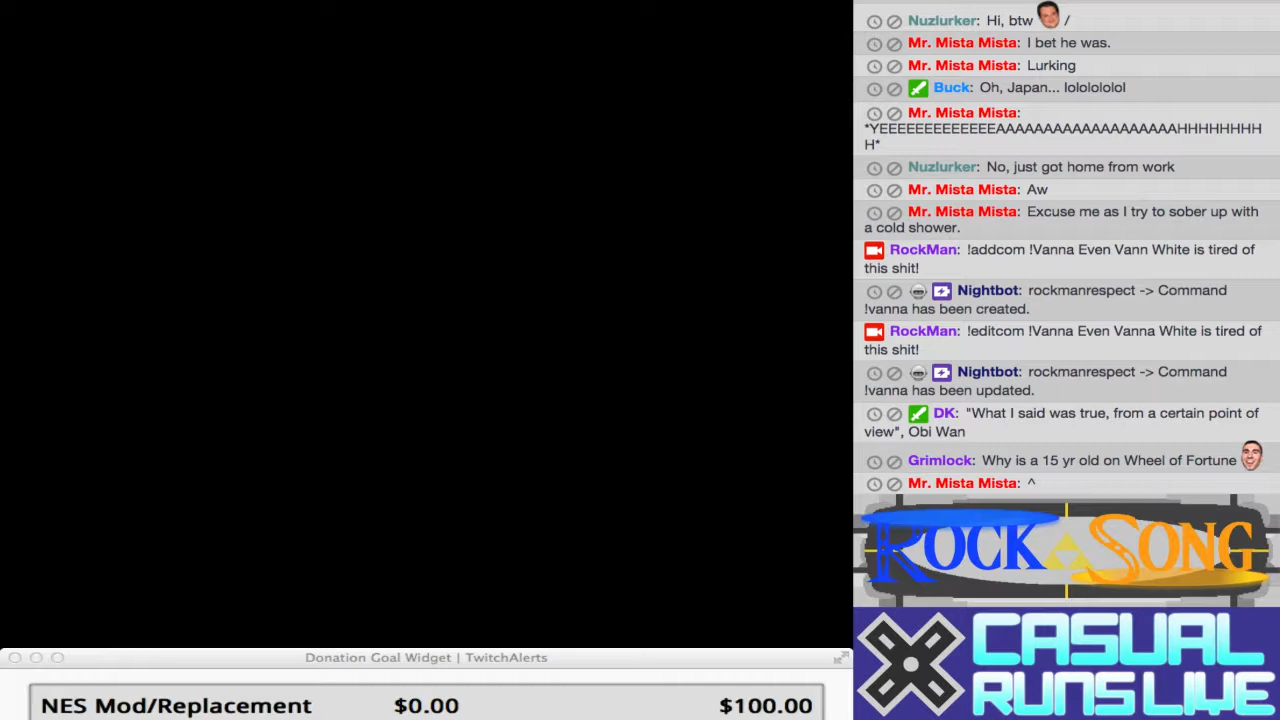 Nuzlurker: Hi, btw /
Mr. Mista Mista: I bet he was.
Mr. Mista Mista: Lurking
Buck: Oh, Japan... lolololololol
Mr. Mista Mista:
*YEEEEEEEEEEEEEAAAAAAAAAAAAAAAAAAAHHHHHHHH
H*
Nuzlurker: No, just got home from work
Mr. Mista Mista: Aw
Mr. Mista Mista: Excuse me as I try to sober up with
a cold shower.
RockMan: !addcom !Vanna Even Vann White is tired of
this shit!
Nightbot: rockmanrespect -> Command
!vanna has been created.
RockMan: !editcom !Vanna Even Vanna White is tired of
this shit!
Nightbot: rockmanrespect -> Command
!vanna has been updated.
DK: "What I said was true, from a certain point of
view", Obi Wan
Grimlock: Why is a 15 yr old on Wheel of Fortune
Mr. Mista Mista: ^
ROCK SONG
CASUAL
RUNS LIVE
Donation Goal Widget | TwitchAlerts
NES Mod/Replacement $0.00 $100.00